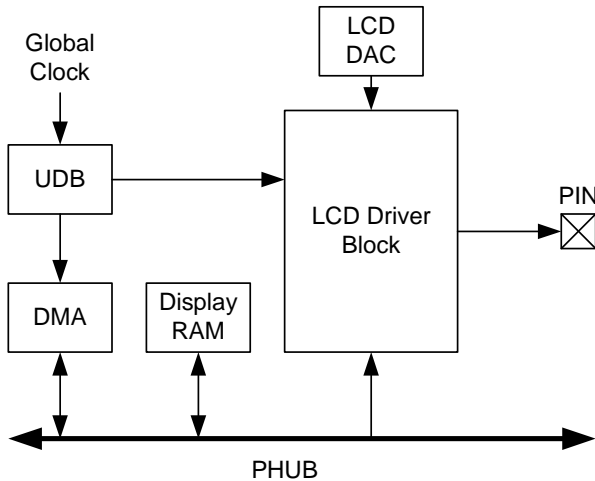 LCD
DAC
Global
Clock
UDB
LCD Driver
Block
PIN
DMA
Display
RAM
PHUB